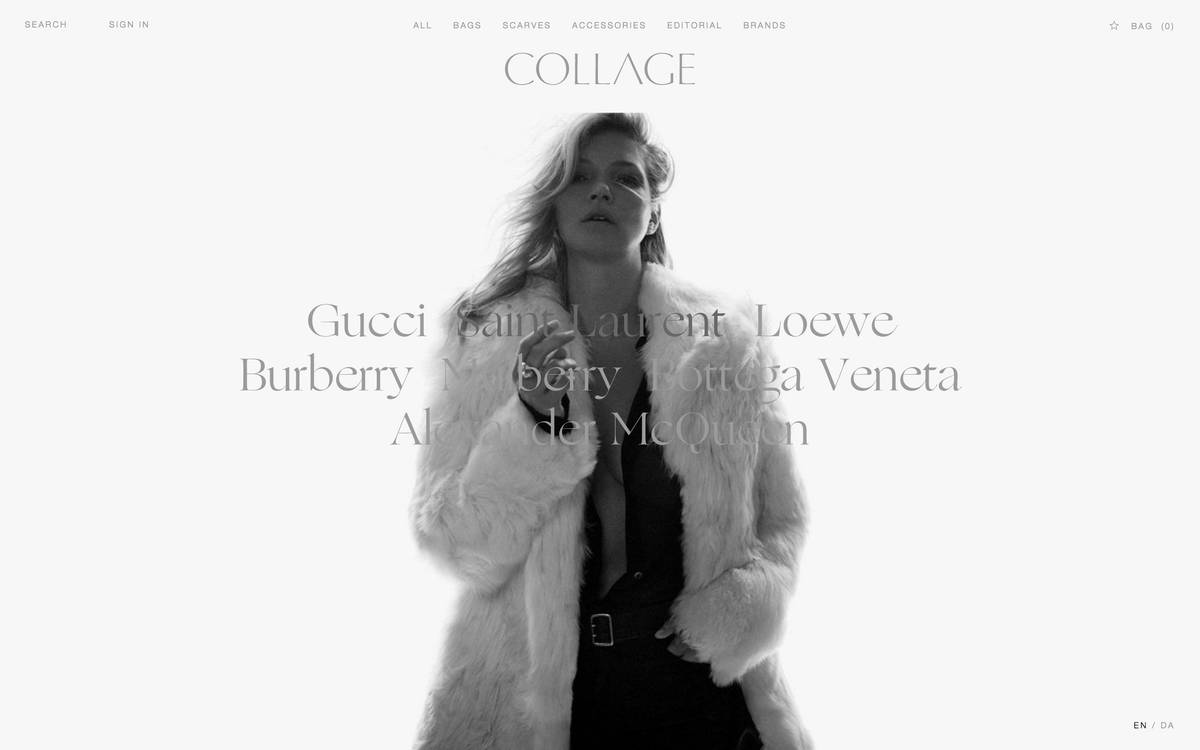 SEARCH SIGN IN ALL BAGS SCARVES ACCESSORIES EDITORIAL BRANDS ☆ BAG (0)
COLLAGE
Gucci Saint Laurent Loewe
Burberry Mulberry Bottega Veneta
Alexander McQueen
EN / DA